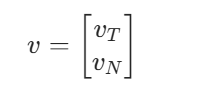 v = [v_T
v_N]